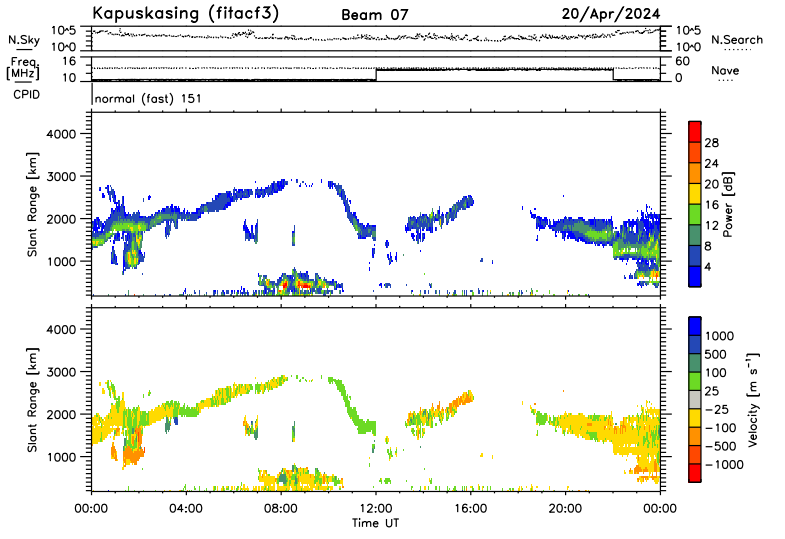 Kapuskasing (fitacf3) Beam 07 20/Apr/2024
N.Sky 10^5 10^0 10^5 10^0 N.Search
Freq. [MHz] 16 10 60 0 Nave
CPID normal (fast) 151
Slant Range [km] 4000 3000 2000 1000
Power [dB] 28 24 20 16 12 8 4
Slant Range [km] 4000 3000 2000 1000
Velocity [m s^-1] 1000 500 100 25 -25 -100 -500 -1000
00:00 04:00 08:00 12:00 16:00 20:00 00:00
Time UT